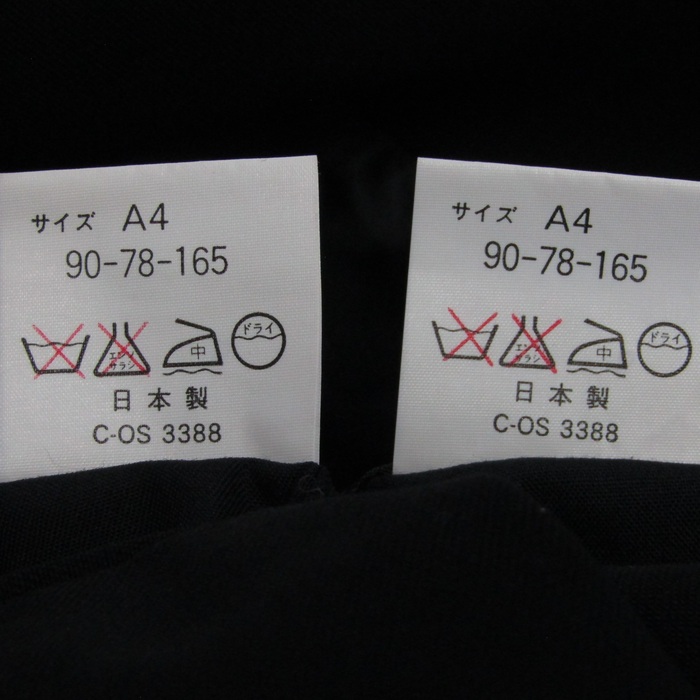 サイズ A4
90-78-165
エンソ
サラシ
中
ドライ
日本製
C-OS 3388
サイズ A4
90-78-165
エンソ
サラシ
中
ドライ
日本製
C-OS 3388